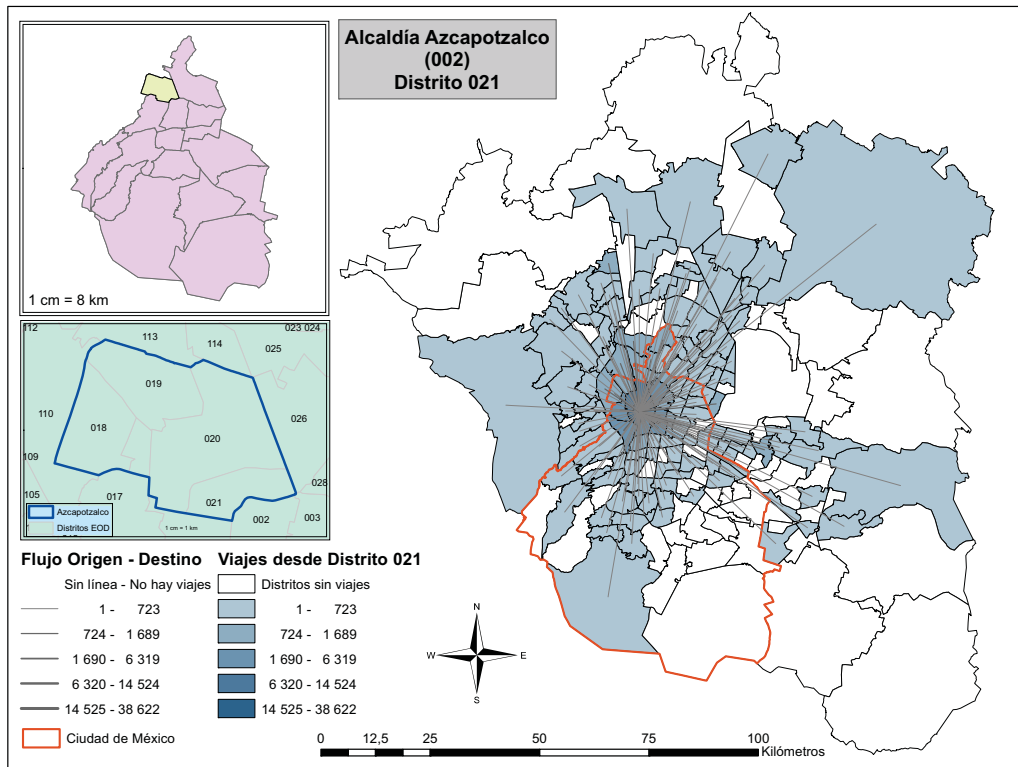 Alcaldía Azcapotzalco
(002)
Distrito 021
1 cm = 8 km
112
113
114
023 024
025
019
110
018
020
026
109
028
105
017
021
002
003
Azcapotzalco
Distritos EOD
1 cm = 1 km
Flujo Origen - Destino
Sin línea - No hay viajes
1 - 723
724 - 1 689
1 690 - 6 319
6 320 - 14 524
14 525 - 38 622
Ciudad de México
Viajes desde Distrito 021
Distritos sin viajes
1 - 723
724 - 1 689
1 690 - 6 319
6 320 - 14 524
14 525 - 38 622
N
W E
S
0 12,5 25 50 75 100
Kilómetros